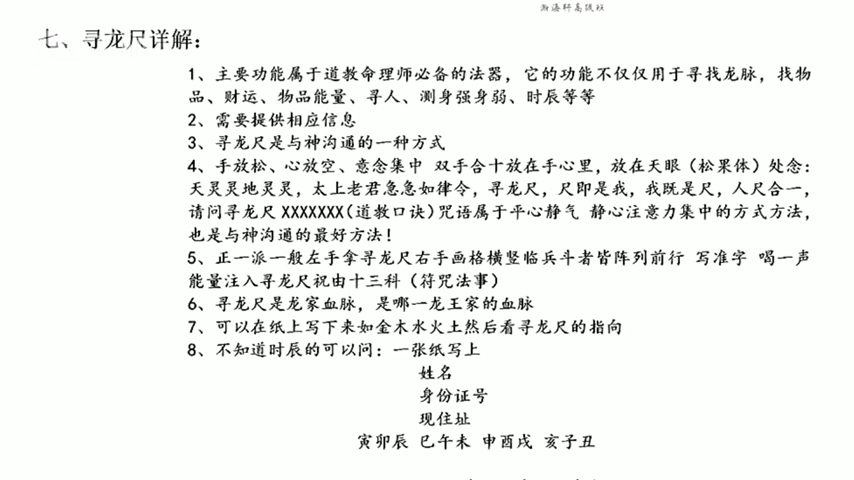 瀚海轩高级班
七、寻龙尺详解：
1、主要功能属于道教命理师必备的法器，它的功能不仅仅用于寻找龙脉，找物
品、财运、物品能量、寻人、测身强身弱、时辰等等
2、需要提供相应信息
3、寻龙尺是与神沟通的一种方式
4、手放松、心放空、意念集中 双手合十放在手心里，放在天眼（松果体）处念：
天灵灵地灵灵，太上老君急急如律令，寻龙尺，尺即是我，我既是尺，人尺合一，
请问寻龙尺 XXXXXXX（道教口诀）咒语属于平心静气 静心注意力集中的方式方法，
也是与神沟通的最好方法！
5、正一派一般左手拿寻龙尺右手画格横竖临兵斗者皆阵列前行 写准字 喝一声
能量注入寻龙尺祝由十三科（符咒法事）
6、寻龙尺是龙家血脉，是哪一龙王家的血脉
7、可以在纸上写下来如金木水火土然后看寻龙尺的指向
8、不知道时辰的可以问：一张纸写上
姓名
身份证号
现住址
寅卯辰 巳午未 申酉戌 亥子丑